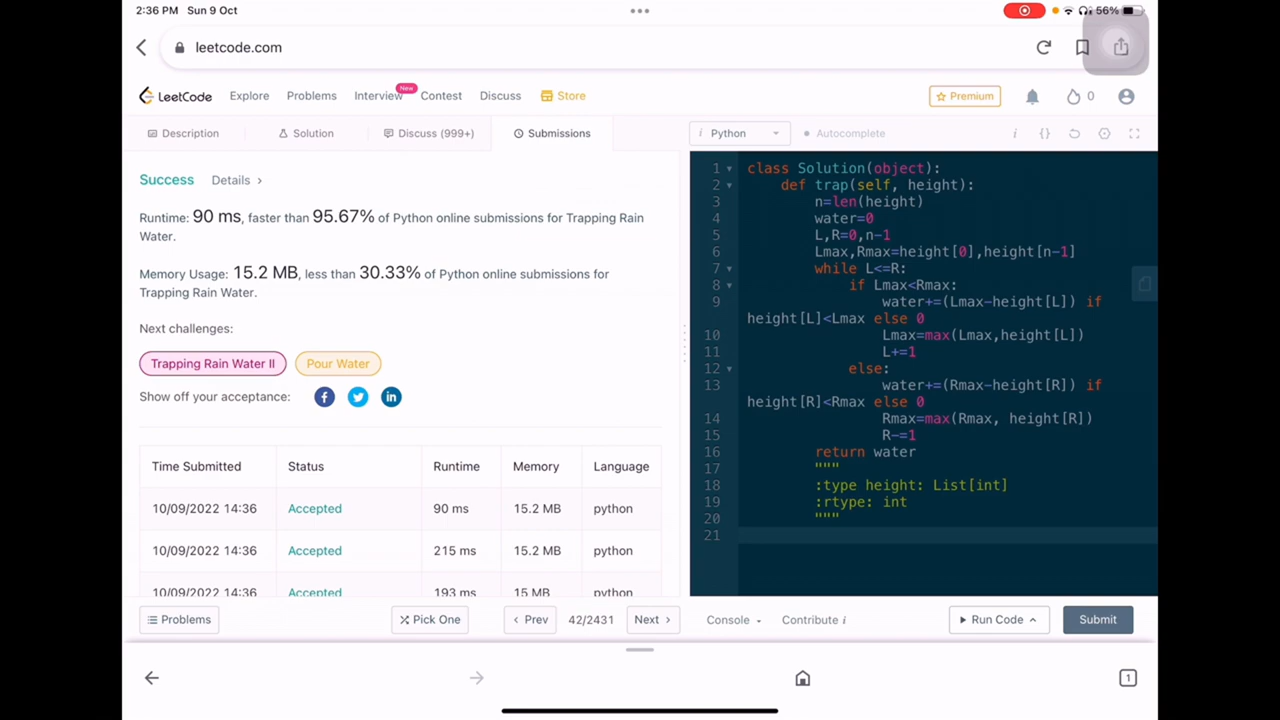 2:36 PM Sun 9 Oct
56%
leetcode.com
LeetCode Explore Problems Interview New Contest Discuss Store
Premium 0
Description Solution Discuss (999+) Submissions
i Python Autocomplete i {}
Success Details >
Runtime: 90 ms, faster than 95.67% of Python online submissions for Trapping Rain
Water.
Memory Usage: 15.2 MB, less than 30.33% of Python online submissions for
Trapping Rain Water.
Next challenges:
Trapping Rain Water II Pour Water
Show off your acceptance: f in
Time Submitted Status Runtime Memory Language
10/09/2022 14:36 Accepted 90 ms 15.2 MB python
10/09/2022 14:36 Accepted 215 ms 15.2 MB python
10/09/2022 14:36 Accepted 193 ms 15 MB python
1 class Solution(object):
2 def trap(self, height):
3 n=len(height)
4 water=0
5 L,R=0,n-1
6 Lmax,Rmax=height[0],height[n-1]
7 while L<=R:
8 if Lmax<Rmax:
9 water+=(Lmax-height[L]) if
height[L]<Lmax else 0
10 Lmax=max(Lmax,height[L])
11 L+=1
12 else:
13 water+=(Rmax-height[R]) if
height[R]<Rmax else 0
14 Rmax=max(Rmax, height[R])
15 R-=1
16 return water
17 """
18 :type height: List[int]
19 :rtype: int
20 """
21
Problems Pick One < Prev 42/2431 Next > Console Contribute i Run Code Submit
1